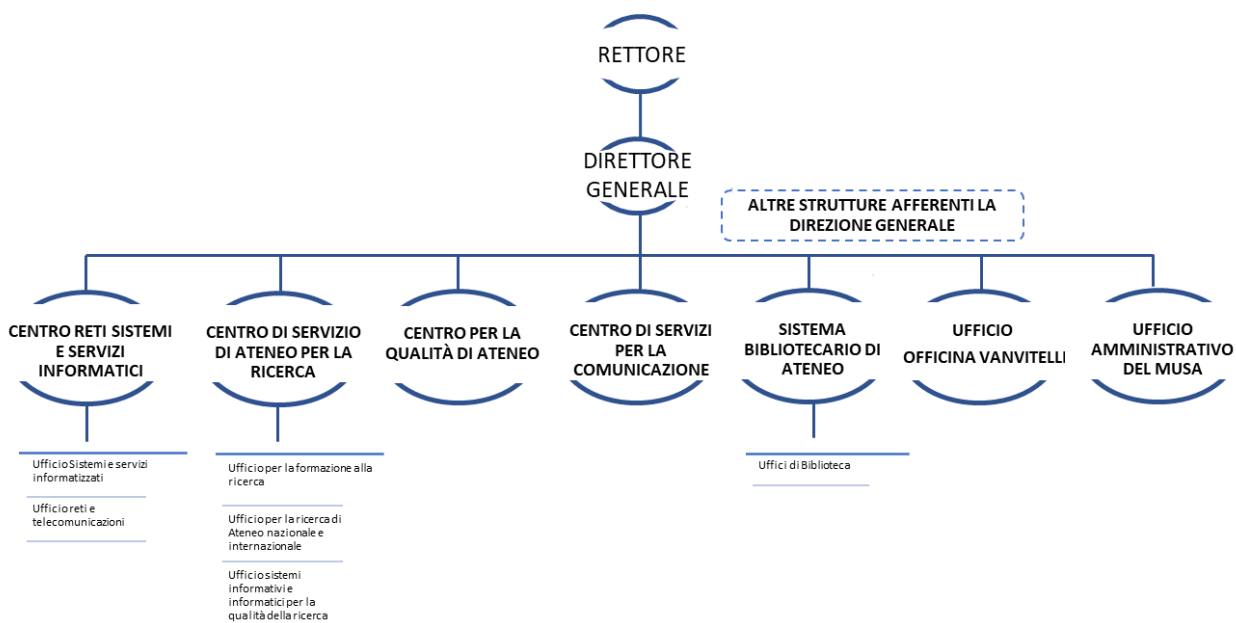 RETTORE
DIRETTORE
GENERALE
ALTRE STRUTTURE AFFERENTI LA
DIREZIONE GENERALE
CENTRO RETI SISTEMI
E SERVIZI
INFORMATICI
CENTRO DI SERVIZIO
DI ATENEO PER LA
RICERCA
CENTRO PER LA
QUALITÀ DI ATENEO
CENTRO DI SERVIZI
PER LA
COMUNICAZIONE
SISTEMA
BIBLIOTECARIO DI
ATENEO
UFFICIO
OFFICINA VANVITELLI
UFFICIO
AMMINISTRATIVO
DEL MUSA
Ufficio Sistemi e servizi
informatizzati
Ufficio reti e
telecomunicazioni
Ufficio per la formazione alla
ricerca
Ufficio per la ricerca di
Ateneo nazionale e
internazionale
Ufficio sistemi
informativi e
informatici per la
qualità della ricerca
Uffici di Biblioteca